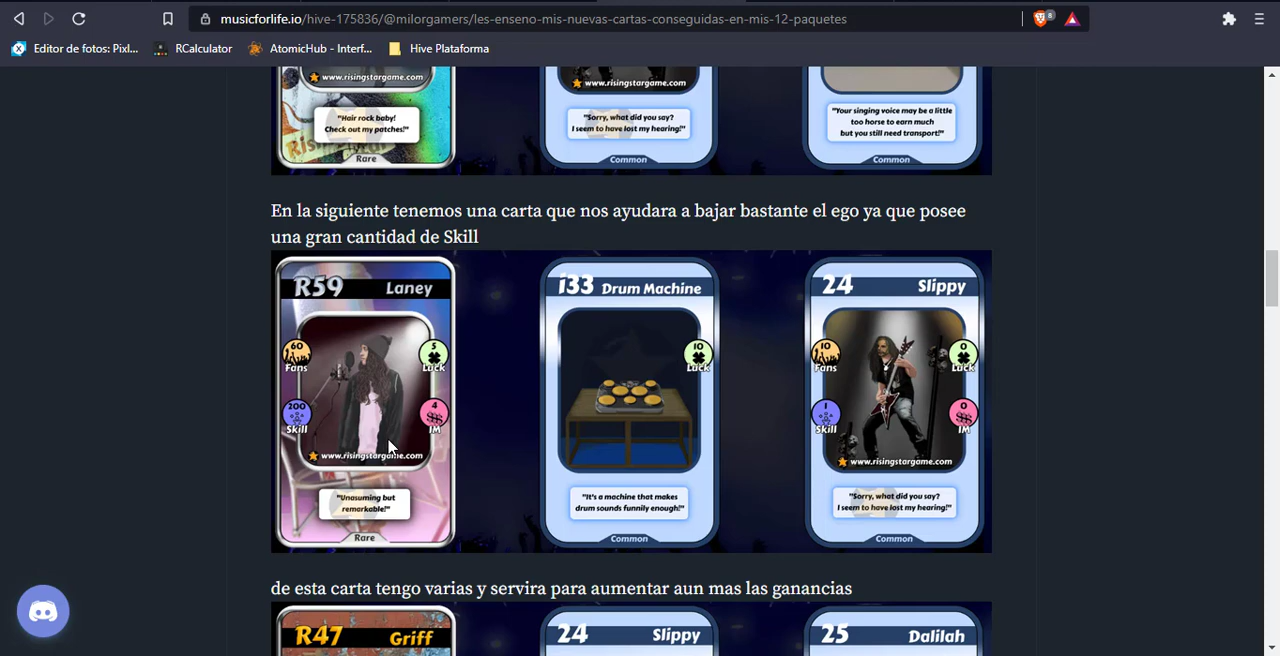 musicforlife.io/hive-175836/@milorgamers/les-enseno-mis-nuevas-cartas-conseguidas-en-mis-12-paquetes
8
Editor de fotos: Pixl... RCalculator AtomicHub - Interf... Hive Plataforma
www.risingstargame.com
"Hair rock baby!
Check out my patches!"
Rare
www.risingstargame.com
"Sorry, what did you say?
I seem to have lost my hearing!"
Common
"Your singing voice may be a little
too horse to earn much
but you still need transport!"
Common
En la siguiente tenemos una carta que nos ayudara a bajar bastante el ego ya que posee
una gran cantidad de Skill
R59 Laney
60 Fans
5 Luck
200 Skill
4 IM
www.risingstargame.com
"Unasuming but
remarkable!"
Rare
i33 Drum Machine
10 Luck
"It's a machine that makes
drum sounds funnily enough!"
Common
24 Slippy
10 Fans
0 Luck
1 Skill
0 IM
www.risingstargame.com
"Sorry, what did you say?
I seem to have lost my hearing!"
Common
de esta carta tengo varias y servira para aumentar aun mas las ganancias
R47 Griff
24 Slippy
25 Dalilah